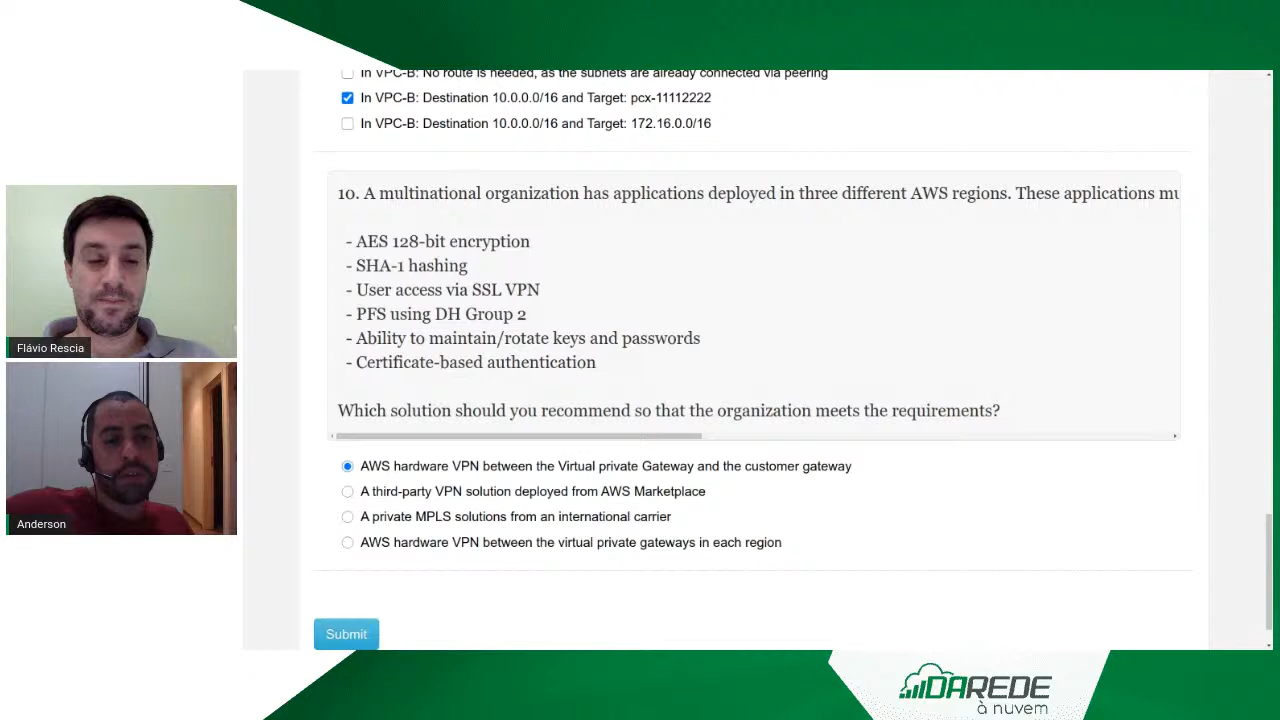 In VPC-B: No route is needed, as the subnets are already connected via peering
In VPC-B: Destination 10.0.0.0/16 and Target: pcx-11112222
In VPC-B: Destination 10.0.0.0/16 and Target: 172.16.0.0/16
10. A multinational organization has applications deployed in three different AWS regions. These applications mu
- AES 128-bit encryption
- SHA-1 hashing
- User access via SSL VPN
- PFS using DH Group 2
- Ability to maintain/rotate keys and passwords
- Certificate-based authentication
Which solution should you recommend so that the organization meets the requirements?
AWS hardware VPN between the Virtual private Gateway and the customer gateway
A third-party VPN solution deployed from AWS Marketplace
A private MPLS solutions from an international carrier
AWS hardware VPN between the virtual private gateways in each region
Submit
Flávio Rescia
Anderson
DAREDE
à nuvem